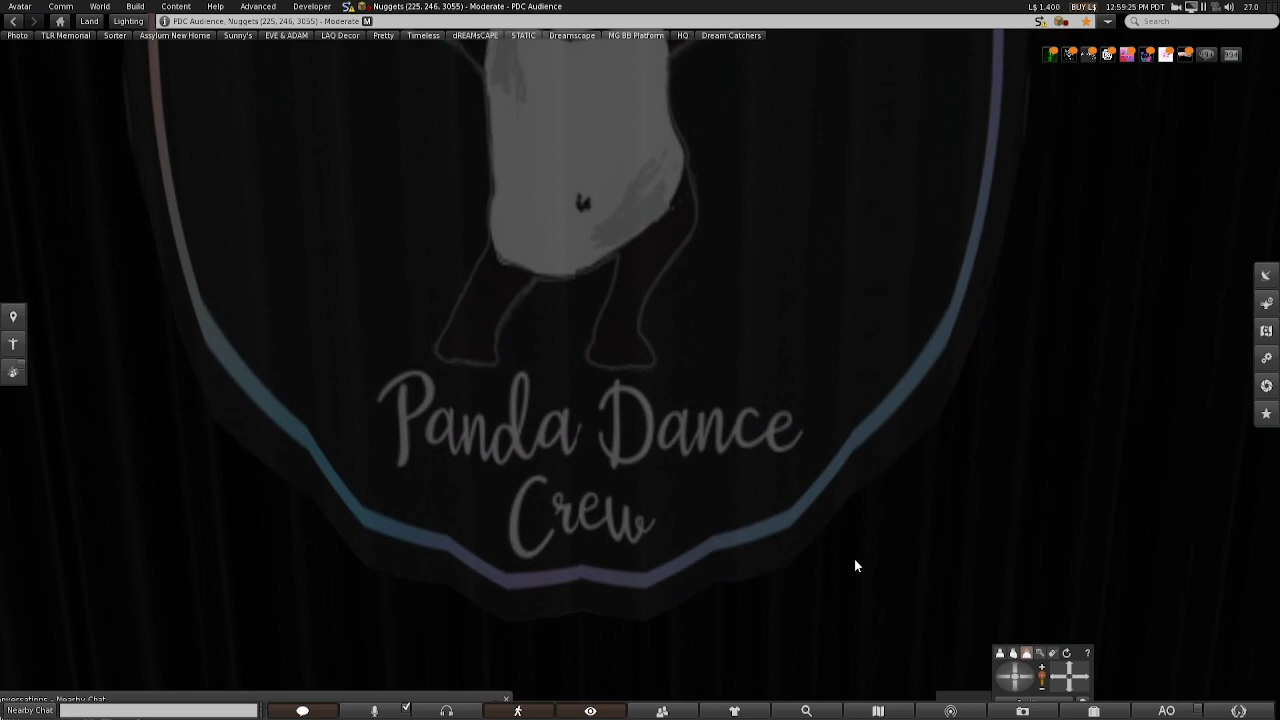 Avatar Comm World Build Content Help Advanced Developer Nuggets (225, 246, 3055) - Moderate - PDC Audience L$ 1,400 BUY L$ 12:59:25 PM PDT 27.0
Land Lighting PDC Audience, Nuggets (225, 246, 3055) - Moderate M Search
Photo TLR Memorial Sorter Assylum New Home Sunny's EVE & ADAM LAQ Decor Pretty Timeless dREAMsCAPE STATIC Dreamscape MG BB Platform HQ Dream Catchers
Panda Dance
Crew
?
Nearby Chat AO